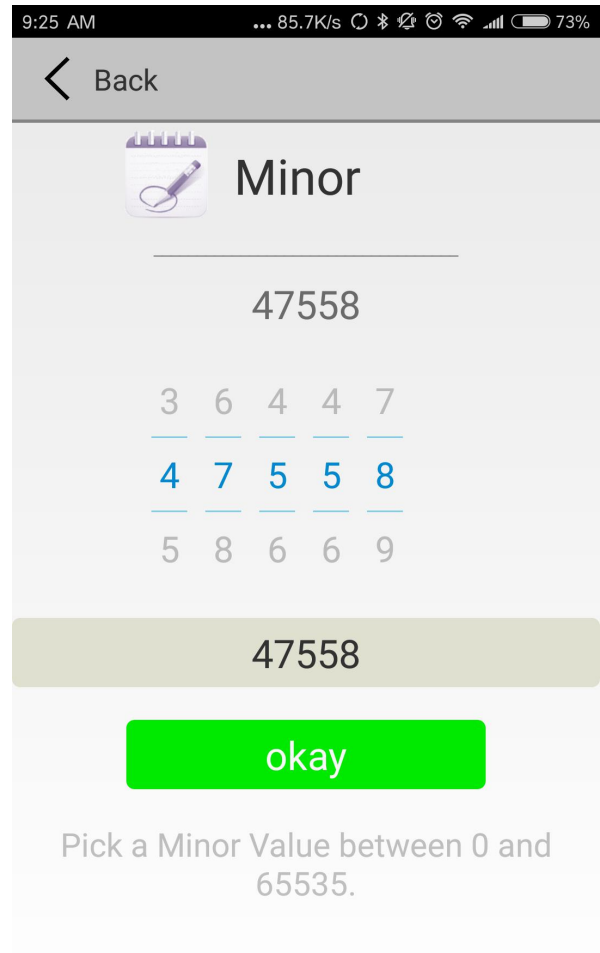 9:25 AM ... 85.7K/s 73%
Back
Minor
47558
3 6 4 4 7
4 7 5 5 8
5 8 6 6 9
47558
okay
Pick a Minor Value between 0 and
65535.